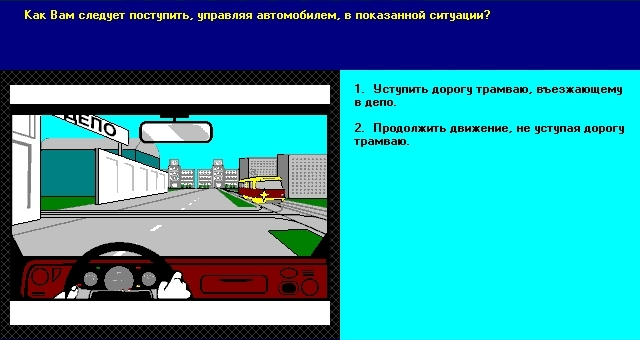 Как Вам следует поступить, управляя автомобилем, в показанной ситуации?
1. Уступить дорогу трамваю, въезжающему
в депо.
2. Продолжить движение, не уступая дорогу
трамваю.
ДЕПО